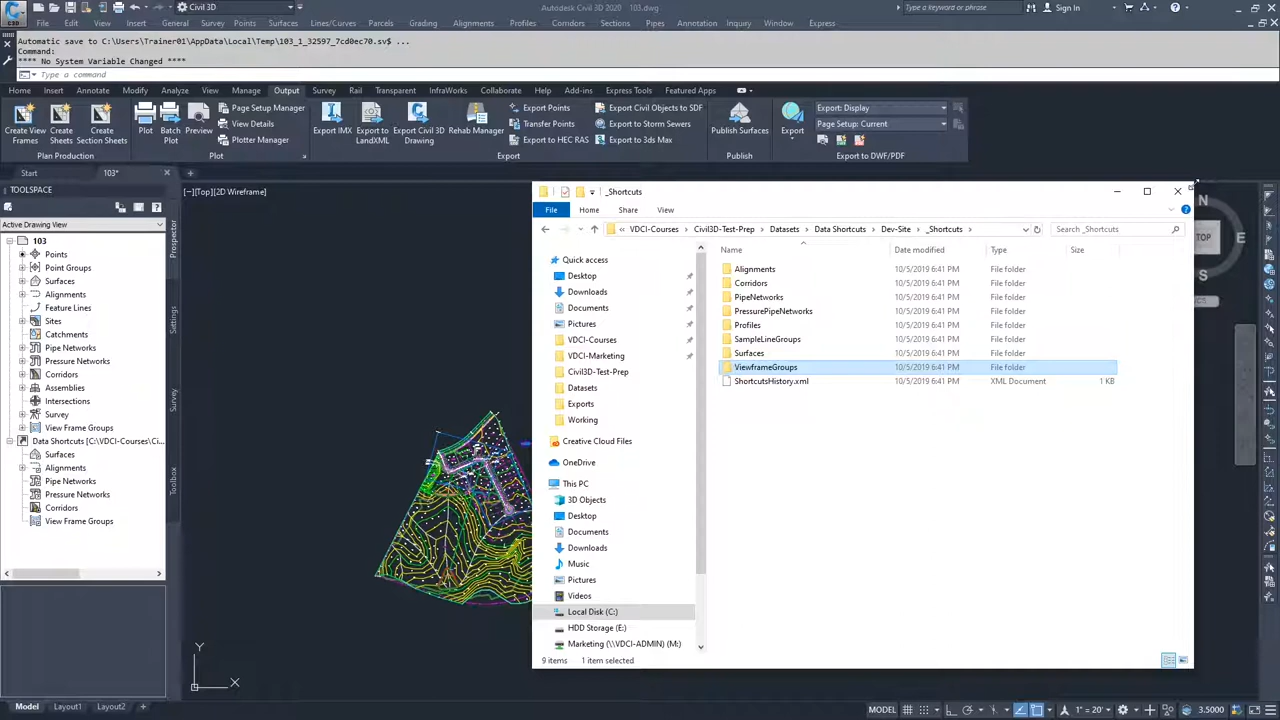 Civil 3D
Autodesk Civil 3D 2020 103.dwg
Type a keyword or phrase
Sign In
C3D
File Edit View Insert General Survey Points Surfaces Lines/Curves Parcels Grading Alignments Profiles Corridors Sections Pipes Annotation Inquiry Window Express
Automatic save to C:\Users\Trainer01\AppData\Local\Temp\103_1_32597_7cd0ec70.sv$ ...
Command:
**** No System Variable Changed ****
Type a command
Home Insert Annotate Modify Analyze View Manage Output Survey Rail Transparent InfraWorks Collaborate Help Add-ins Express Tools Featured Apps
Create View Frames
Create Sheets
Create Section Sheets
Plan Production
Plot
Batch Plot
Preview
Page Setup Manager
View Details
Plotter Manager
Plot
Export IMX
Export to LandXML
Export Civil 3D Drawing
Rehab Manager
Export Points
Transfer Points
Export to HEC RAS
Export Civil Objects to SDF
Export to Storm Sewers
Export to 3ds Max
Export
Publish Surfaces
Publish
Export
Export: Display
Page Setup: Current
Export to DWF/PDF
Start 103*
TOOLSPACE
Active Drawing View
103
Points
Point Groups
Surfaces
Alignments
Feature Lines
Sites
Catchments
Pipe Networks
Pressure Networks
Corridors
Assemblies
Intersections
Survey
View Frame Groups
Data Shortcuts [C:\VDCI-Courses\Ci...
Surfaces
Alignments
Pipe Networks
Pressure Networks
Corridors
View Frame Groups
Prospector
Settings
Survey
Toolbox
[−][Top][2D Wireframe]
N
TOP
E
S
Y
X
_Shortcuts
File Home Share View
« VDCI-Courses > Civil3D-Test-Prep > Datasets > Data Shortcuts > Dev-Site > _Shortcuts >
Search _Shortcuts
Quick access
Desktop
Downloads
Documents
Pictures
VDCI-Courses
VDCI-Marketing
Civil3D-Test-Prep
Datasets
Exports
Working
Creative Cloud Files
OneDrive
This PC
3D Objects
Desktop
Documents
Downloads
Music
Pictures
Videos
Local Disk (C:)
HDD Storage (E:)
Marketing (\\VDCI-ADMIN) (M:)
Name Date modified Type Size
Alignments 10/5/2019 6:41 PM File folder
Corridors 10/5/2019 6:41 PM File folder
PipeNetworks 10/5/2019 6:41 PM File folder
PressurePipeNetworks 10/5/2019 6:41 PM File folder
Profiles 10/5/2019 6:41 PM File folder
SampleLineGroups 10/5/2019 6:41 PM File folder
Surfaces 10/5/2019 6:41 PM File folder
ViewframeGroups 10/5/2019 6:41 PM File folder
ShortcutsHistory.xml 10/5/2019 6:41 PM XML Document 1 KB
9 items 1 item selected
Model Layout1 Layout2 +
MODEL 1" = 20' 3.5000